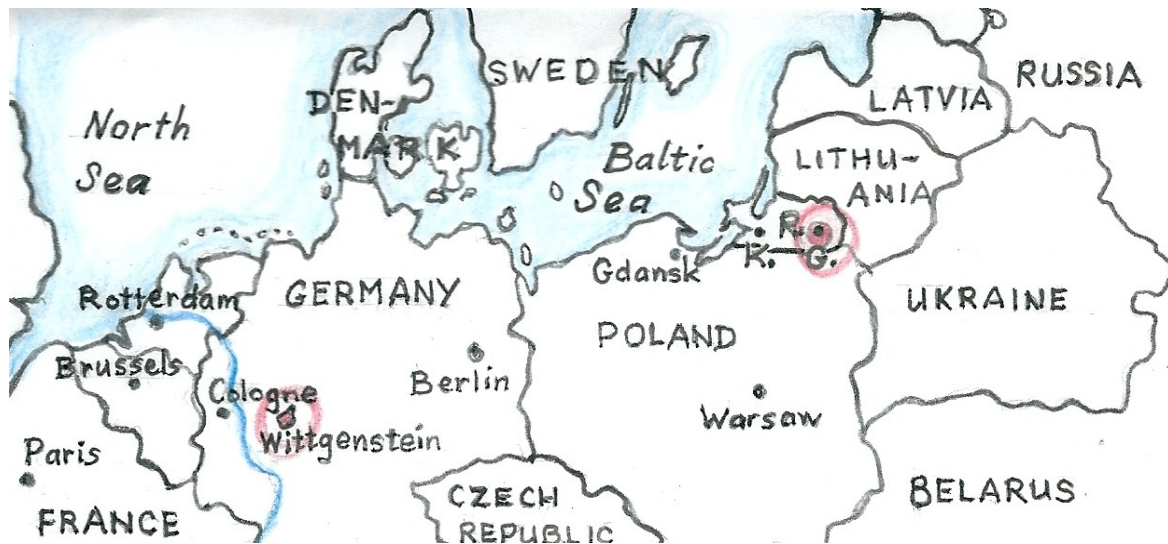 SWEDEN
RUSSIA
DEN-
MARK
LATVIA
North
Sea
Baltic
Sea
LITHU-
ANIA
R.
K.
G.
Gdansk
Rotterdam
GERMANY
UKRAINE
POLAND
Brussels
Berlin
Cologne
Warsaw
Wittgenstein
Paris
CZECH
REPUBLIC
BELARUS
FRANCE